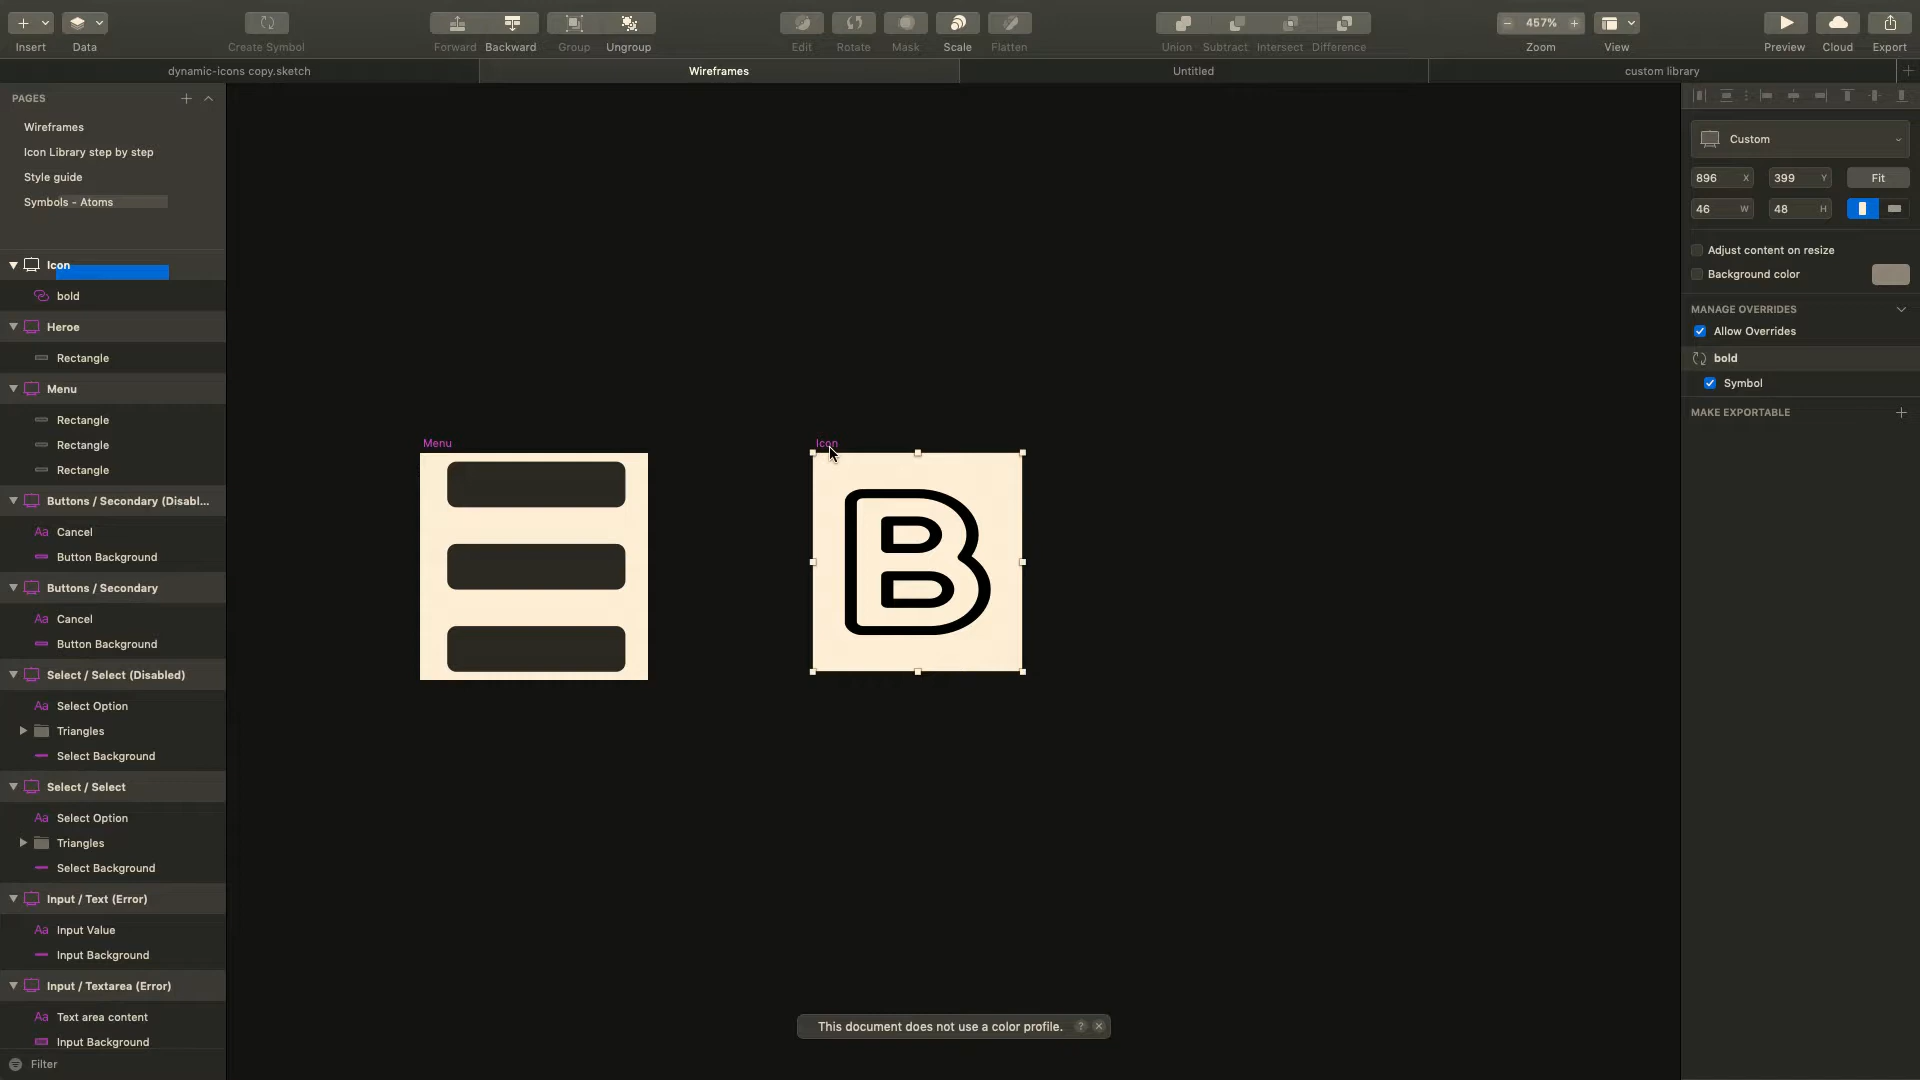 Insert
Data
Create Symbol
Forward
Backward
Group
Ungroup
Edit
Rotate
Mask
Scale
Flatten
Union
Subtract
Intersect
Difference
457%
Zoom
View
Preview
Cloud
Export
dynamic-icons copy.sketch
Wireframes
Untitled
custom library
PAGES
Wireframes
Icon Library step by step
Style guide
Symbols - Atoms
Icon
bold
Heroe
Rectangle
Menu
Rectangle
Rectangle
Rectangle
Buttons / Secondary (Disabl...
Aa Cancel
Button Background
Buttons / Secondary
Aa Cancel
Button Background
Select / Select (Disabled)
Aa Select Option
Triangles
Select Background
Select / Select
Aa Select Option
Triangles
Select Background
Input / Text (Error)
Aa Input Value
Input Background
Input / Textarea (Error)
Aa Text area content
Input Background
Filter
Menu
Icon
B
This document does not use a color profile. ?
Custom
896 X
399 Y
Fit
46 W
48 H
Adjust content on resize
Background color
MANAGE OVERRIDES
Allow Overrides
bold
Symbol
MAKE EXPORTABLE